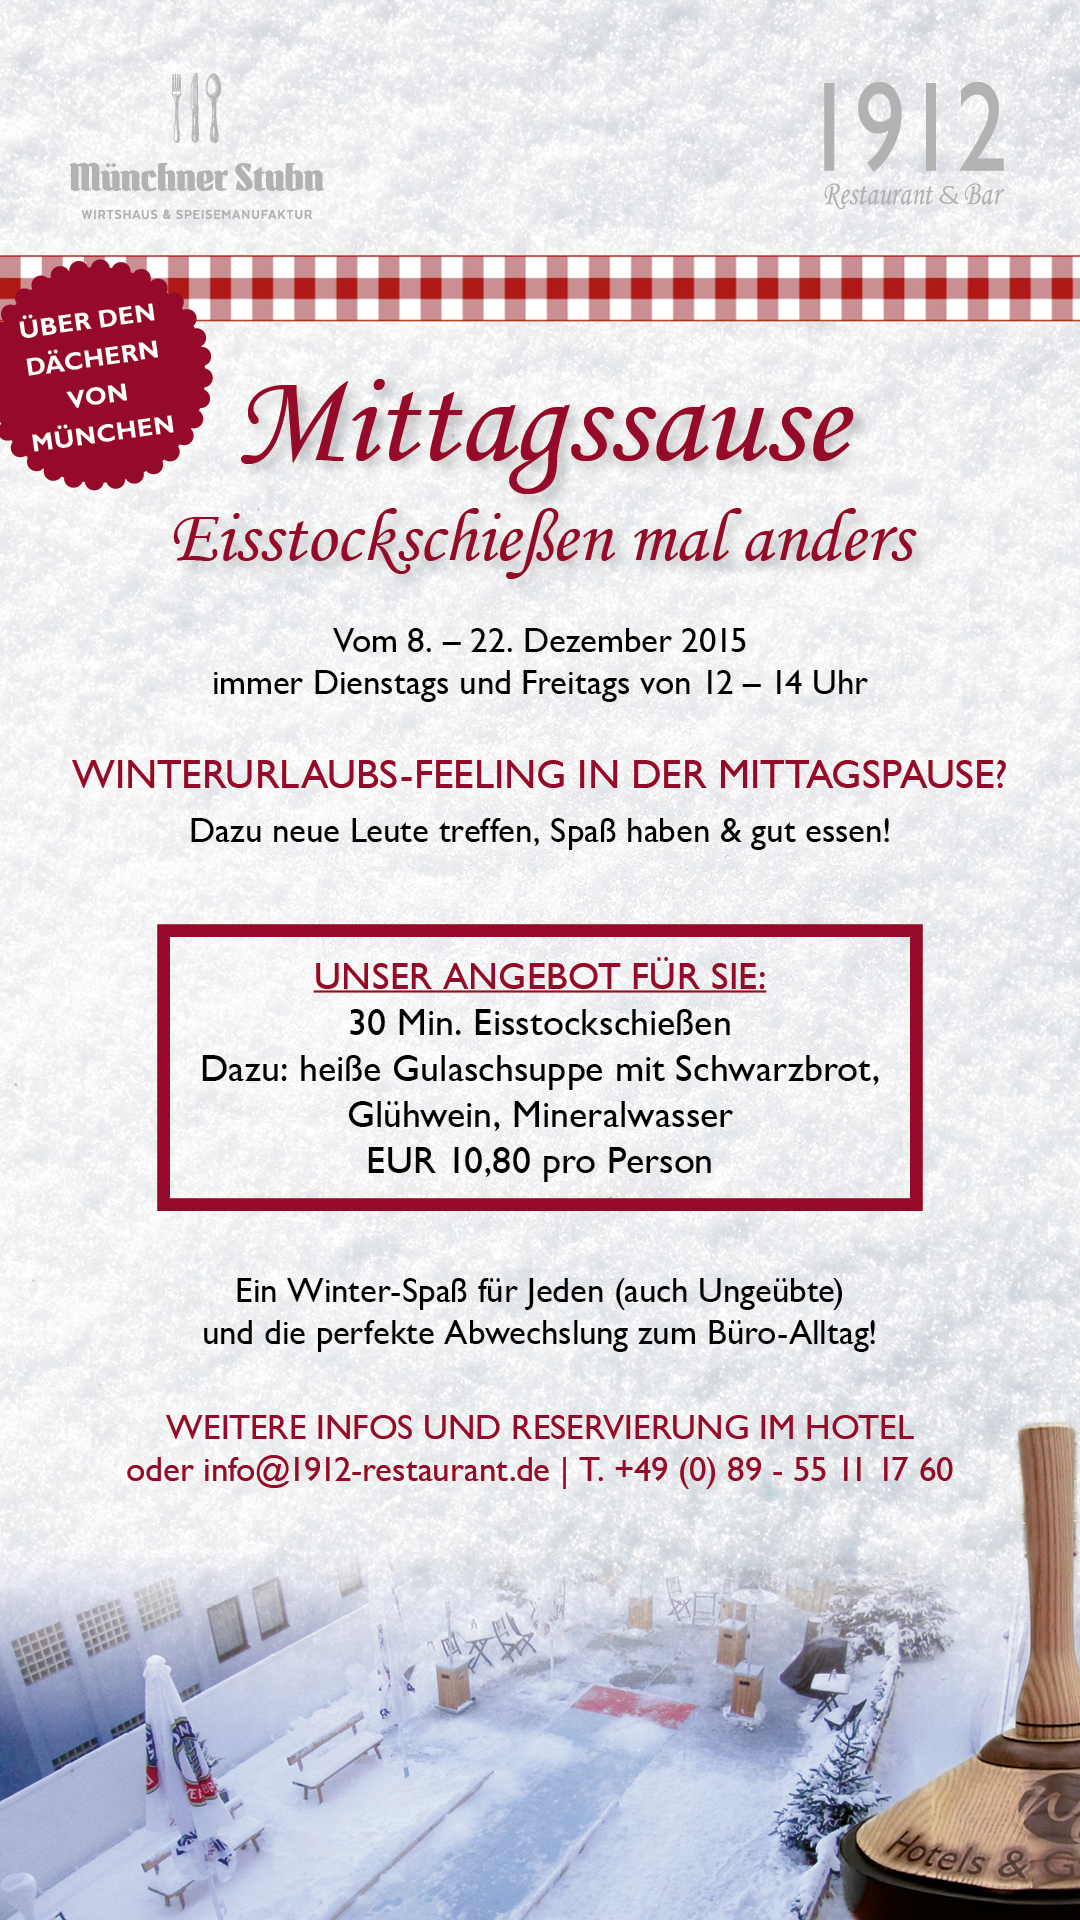 Münchner Stubn
WIRTSHAUS & SPEISEMANUFAKTUR
1912
Restaurant & Bar
ÜBER DEN
DÄCHERN
VON
MÜNCHEN
Mittagssause
Eisstockschießen mal anders
Vom 8. – 22. Dezember 2015
immer Dienstags und Freitags von 12 – 14 Uhr
WINTERURLAUBS-FEELING IN DER MITTAGSPAUSE?
Dazu neue Leute treffen, Spaß haben & gut essen!
UNSER ANGEBOT FÜR SIE:
30 Min. Eisstockschießen
Dazu: heiße Gulaschsuppe mit Schwarzbrot,
Glühwein, Mineralwasser
EUR 10,80 pro Person
Ein Winter-Spaß für Jeden (auch Ungeübte)
und die perfekte Abwechslung zum Büro-Alltag!
WEITERE INFOS UND RESERVIERUNG IM HOTEL
oder info@1912-restaurant.de | T. +49 (0) 89 - 55 11 17 60
Hotels & G